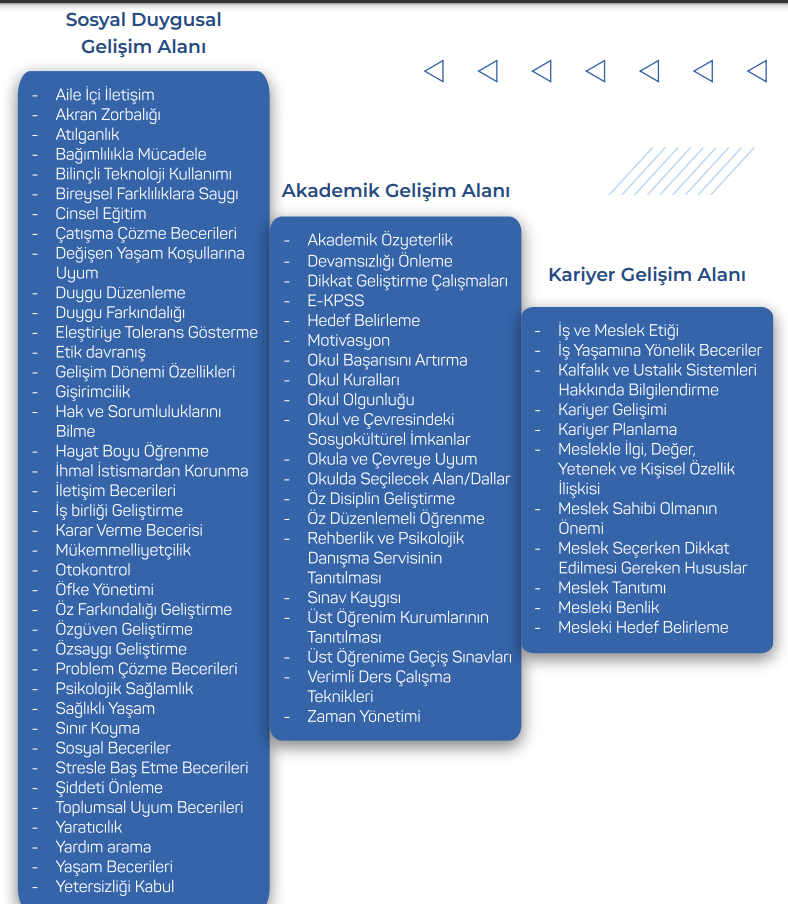 Sosyal Duygusal
Gelişim Alanı
- Aile İçi İletişim
- Akran Zorbalığı
- Atılganlık
- Bağımlılıkla Mücadele
- Bilinçli Teknoloji Kullanımı
- Bireysel Farklılıklara Saygı
- Cinsel Eğitim
- Çatışma Çözme Becerileri
- Değişen Yaşam Koşullarına
Uyum
- Duygu Düzenleme
- Duygu Farkındalığı
- Eleştiriye Tolerans Gösterme
- Etik davranış
- Gelişim Dönemi Özellikleri
- Gişirimcilik
- Hak ve Sorumluluklarını
Bilme
- Hayat Boyu Öğrenme
- İhmal İstismardan Korunma
- İletişim Becerileri
- İş birliği Geliştirme
- Karar Verme Becerisi
- Mükemmelliyetçilik
- Otokontrol
- Öfke Yönetimi
- Öz Farkındalığı Geliştirme
- Özgüven Geliştirme
- Özsaygı Geliştirme
- Problem Çözme Becerileri
- Psikolojik Sağlamlık
- Sağlıklı Yaşam
- Sınır Koyma
- Sosyal Beceriler
- Stresle Baş Etme Becerileri
- Şiddeti Önleme
- Toplumsal Uyum Becerileri
- Yaratıcılık
- Yardım arama
- Yaşam Becerileri
- Yetersizliği Kabul
Akademik Gelişim Alanı
- Akademik Özyeterlik
- Devamsızlığı Önleme
- Dikkat Geliştirme Çalışmaları
- E-KPSS
- Hedef Belirleme
- Motivasyon
- Okul Başarısını Artırma
- Okul Kuralları
- Okul Olgunluğu
- Okul ve Çevresindeki
Sosyokültürel İmkanlar
- Okula ve Çevreye Uyum
- Okulda Seçilecek Alan/Dallar
- Öz Disiplin Geliştirme
- Öz Düzenlemeli Öğrenme
- Rehberlik ve Psikolojik
Danışma Servisinin
Tanıtılması
- Sınav Kaygısı
- Üst Öğrenim Kurumlarının
Tanıtılması
- Üst Öğrenime Geçiş Sınavları
- Verimli Ders Çalışma
Teknikleri
- Zaman Yönetimi
Kariyer Gelişim Alanı
- İş ve Meslek Etiği
- İş Yaşamına Yönelik Beceriler
- Kalfalık ve Ustalık Sistemleri
Hakkında Bilgilendirme
- Kariyer Gelişimi
- Kariyer Planlama
- Meslekle İlgi, Değer,
Yetenek ve Kişisel Özellik
İlişkisi
- Meslek Sahibi Olmanın
Önemi
- Meslek Seçerken Dikkat
Edilmesi Gereken Hususlar
- Meslek Tanıtımı
- Mesleki Benlik
- Mesleki Hedef Belirleme